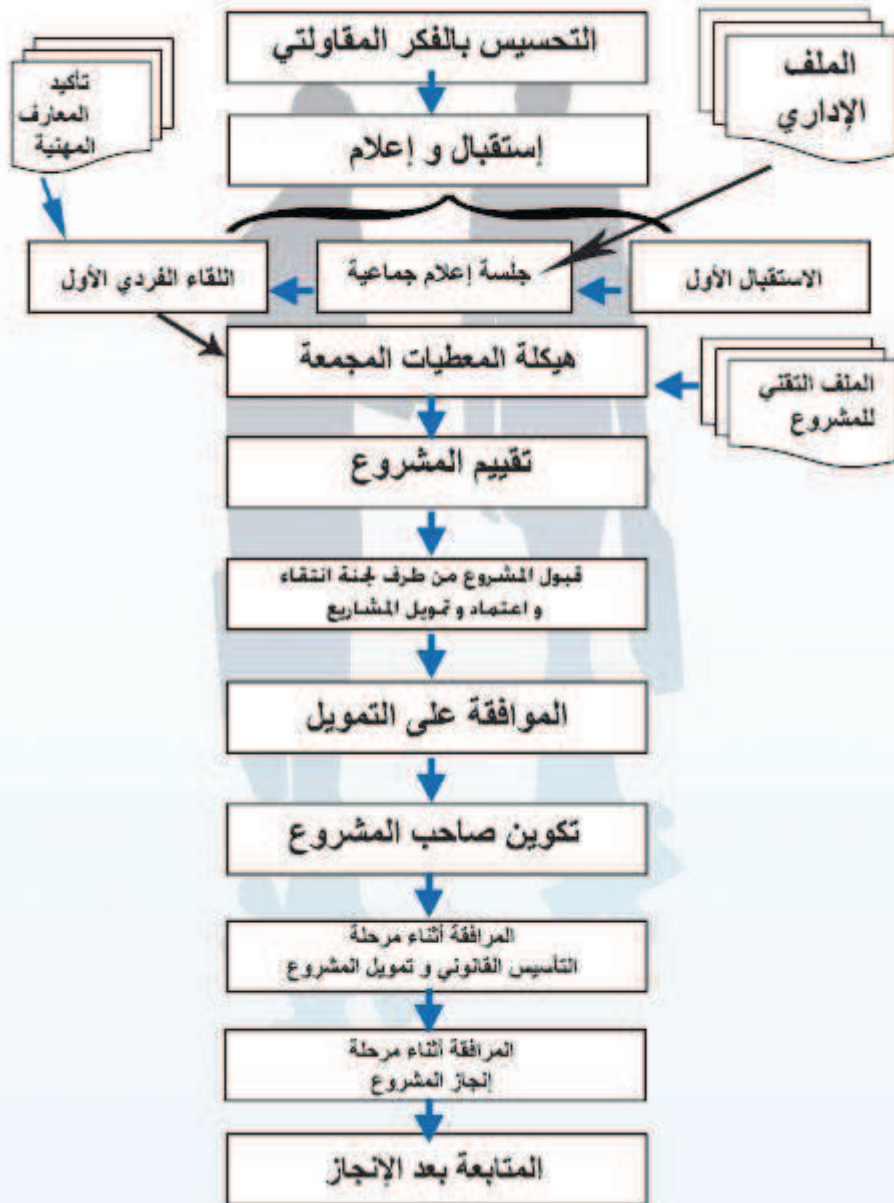 التحسيس بالفكر المقاولتي
الملف
الإداري
تأكيد
المعارف
المهنية
إستقبال و إعلام
الاستقبال الأول
جلسة إعلام جماعية
اللقاء الفردي الأول
هيكلة المعطيات المجمعة
الملف التقني
للمشروع
تقييم المشروع
قبول المشروع من طرف لجنة انتقاء
و اعتماد و تمويل المشاريع
الموافقة على التمويل
تكوين صاحب المشروع
المرافقة أثناء مرحلة
التأسيس القانوني و تمويل المشروع
المرافقة أثناء مرحلة
إنجاز المشروع
المتابعة بعد الإنجاز